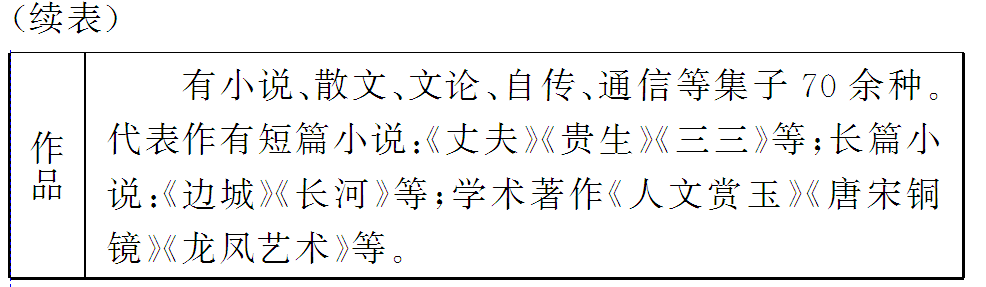 (续表)
作品
有小说、散文、文论、自传、通信等集子 70 余种。
代表作有短篇小说:《丈夫》《贵生》《三三》等;长篇小
说:《边城》《长河》等;学术著作《人文赏玉》《唐宋铜
镜》《龙凤艺术》等。